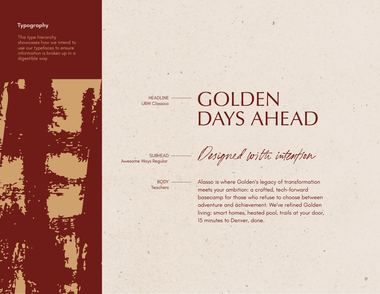 Typography
This type hierarchy
showcases how we intend to
use our typefaces to ensure
information is broken up in a
digestible way.
HEADLINE
URW Classico
GOLDEN
DAYS AHEAD
SUBHEAD
Awesome Ways Regular
Designed with intention
BODY
Teachers
Alasso is where Golden's legacy of transformation
meets your ambition: a crafted, tech-forward
basecamp for those who refuse to choose between
adventure and achievement. We've refined Golden
living: smart homes, heated pool, trails at your door,
15 minutes to Denver, done.